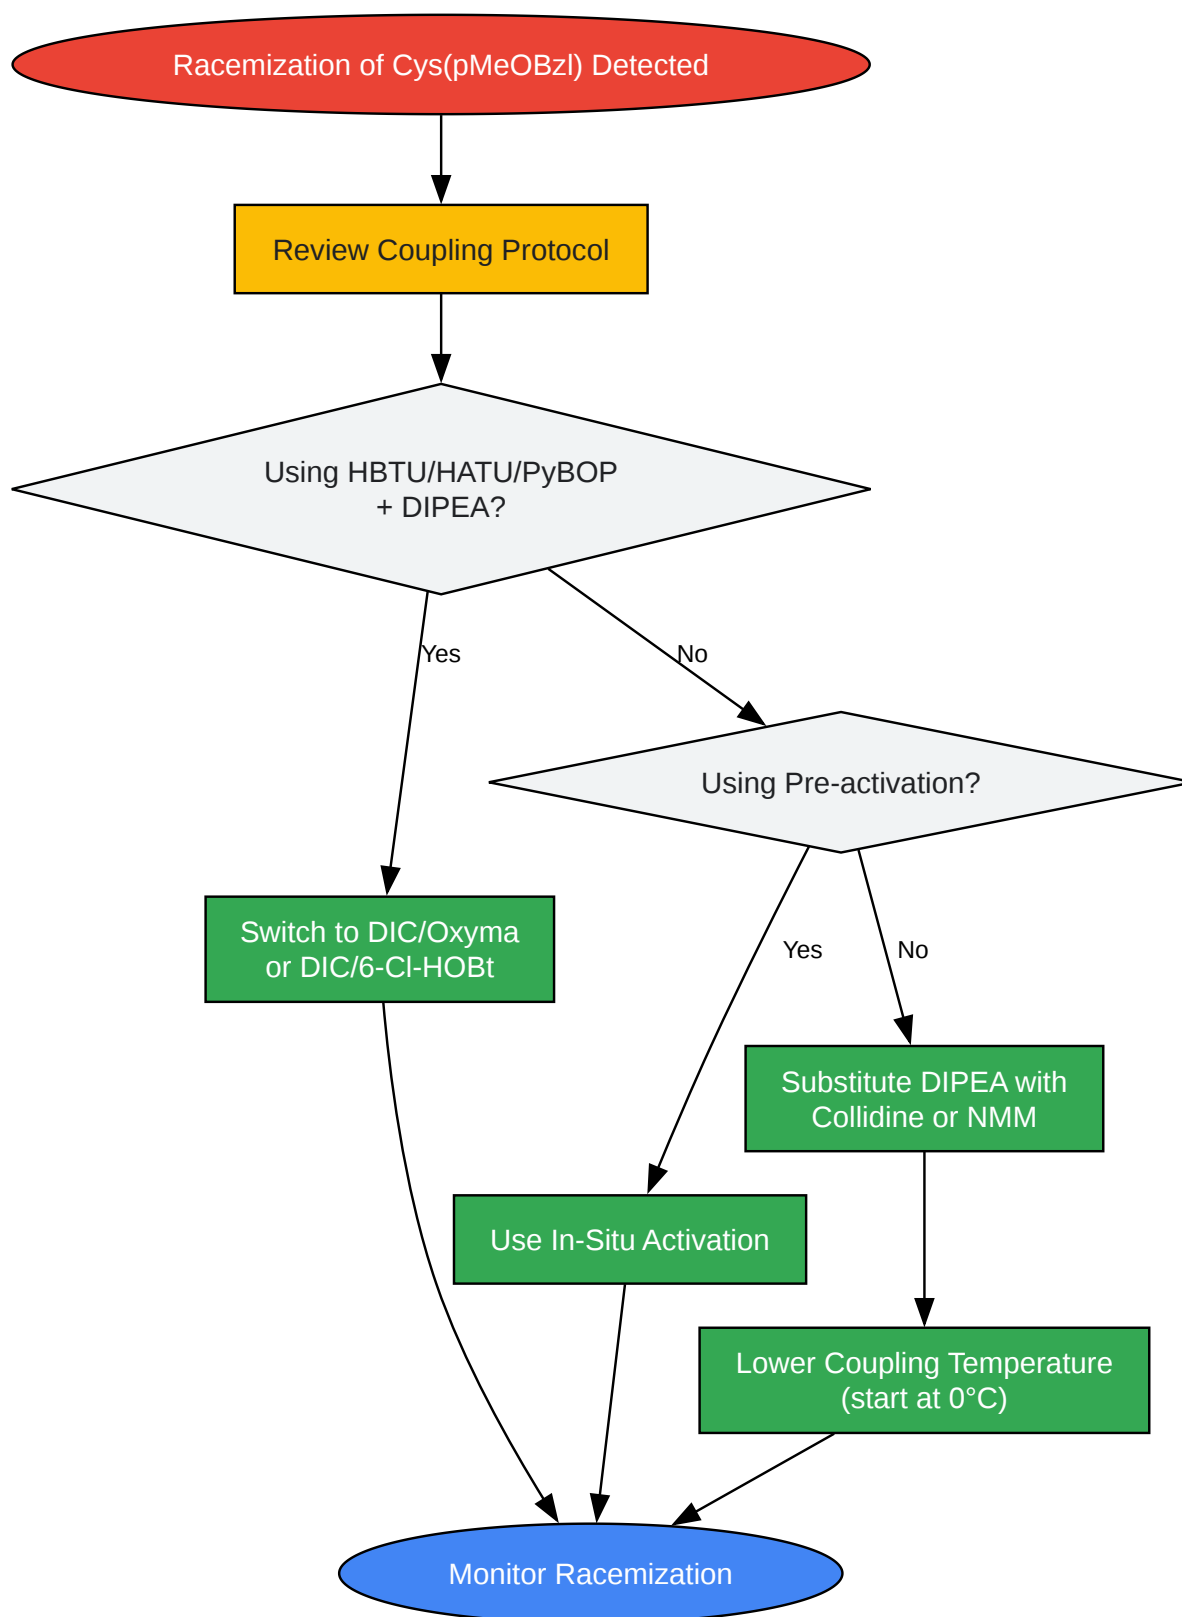 Racemization of Cys(pMeOBzl) Detected
Review Coupling Protocol
Using HBTU/HATU/PyBOP
+ DIPEA?
Yes
No
Using Pre-activation?
Switch to DIC/Oxyma
or DIC/6-Cl-HOBt
Yes
No
Substitute DIPEA with
Collidine or NMM
Use In-Situ Activation
Lower Coupling Temperature
(start at 0°C)
Monitor Racemization